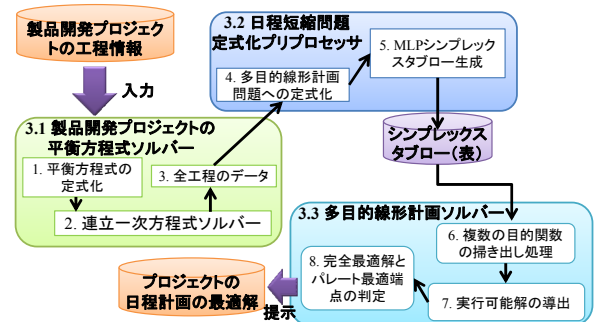 製品開発プロジェク
トの工程情報
入力
3.1 製品開発プロジェクトの
平衡方程式ソルバー
1. 平衡方程式の
定式化
2. 連立一次方程式ソルバー
3. 全工程のデータ
3.2 日程短縮問題
定式化プリプロセッサ
4. 多目的線形計画
問題への定式化
5. MLPシンプレック
スタブロー生成
シンプレックス
タブロー(表)
3.3 多目的線形計画ソルバー
6. 複数の目的関数
の掃き出し処理
7. 実行可能解の導出
8. 完全最適解と
パレート最適端
点の判定
提示
プロジェクトの
日程計画の最適解